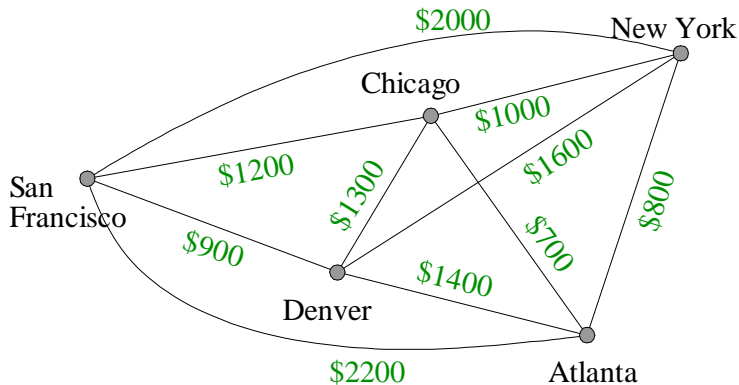 $2000
New York
Chicago
$1000
$1200
$1600
$1300
San
Francisco
$800
$900
$700
$1400
Denver
$2200
Atlanta